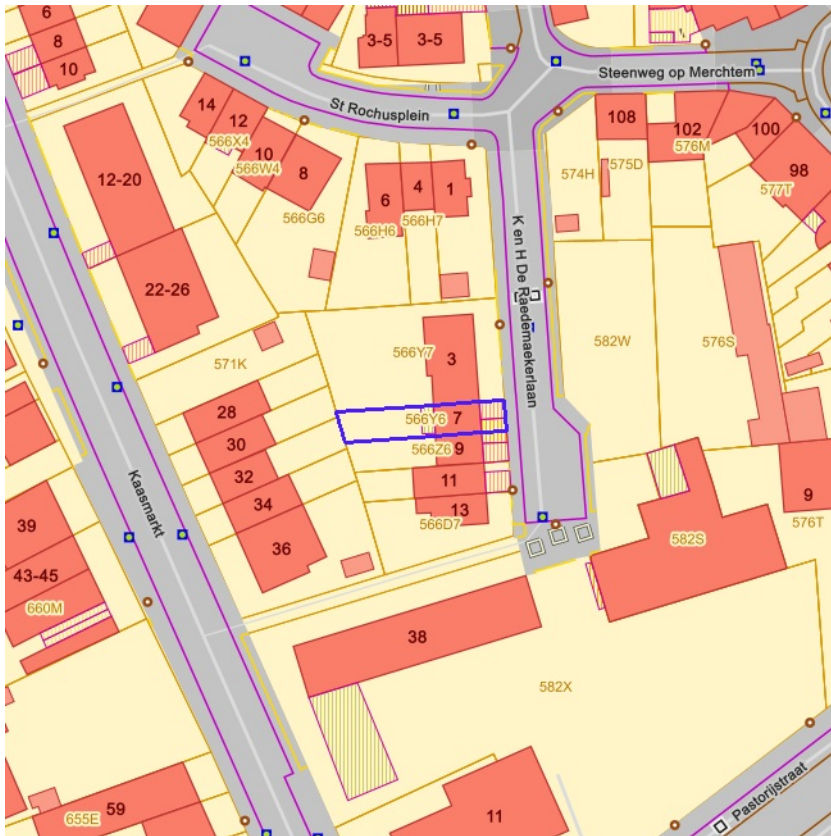 6
8
10
3-5
3-5
Steenweg op Merchtem
St Rochusplein
14
12
566X4
10
566W4
8
566G6
108
102
576M
100
98
577T
574H
575D
12-20
6
4
1
566H6
566H7
K en H De Raedemaekerlaan
22-26
571K
566Y7
3
582W
576S
28
566Y6
7
30
566Z6
9
32
11
34
13
566D7
36
Kaasmarkt
39
43-45
660M
9
576T
582S
38
582X
59
655E
11
Pastorijstraat